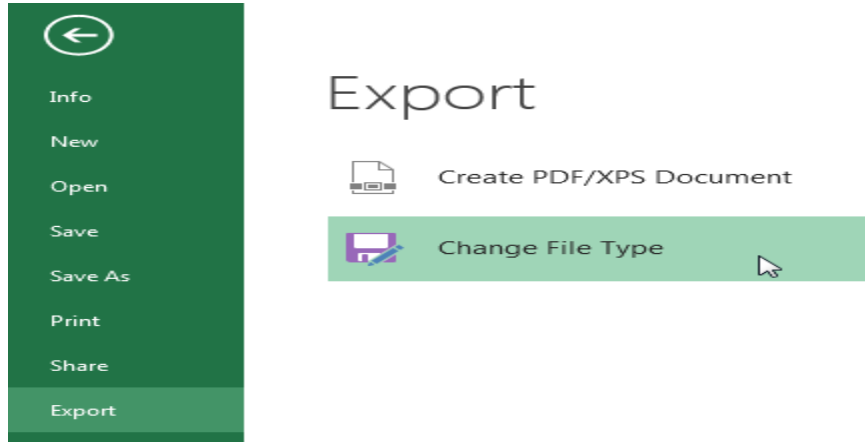 Info
New
Open
Save
Save As
Print
Share
Export
Export
Create PDF/XPS Document
Change File Type